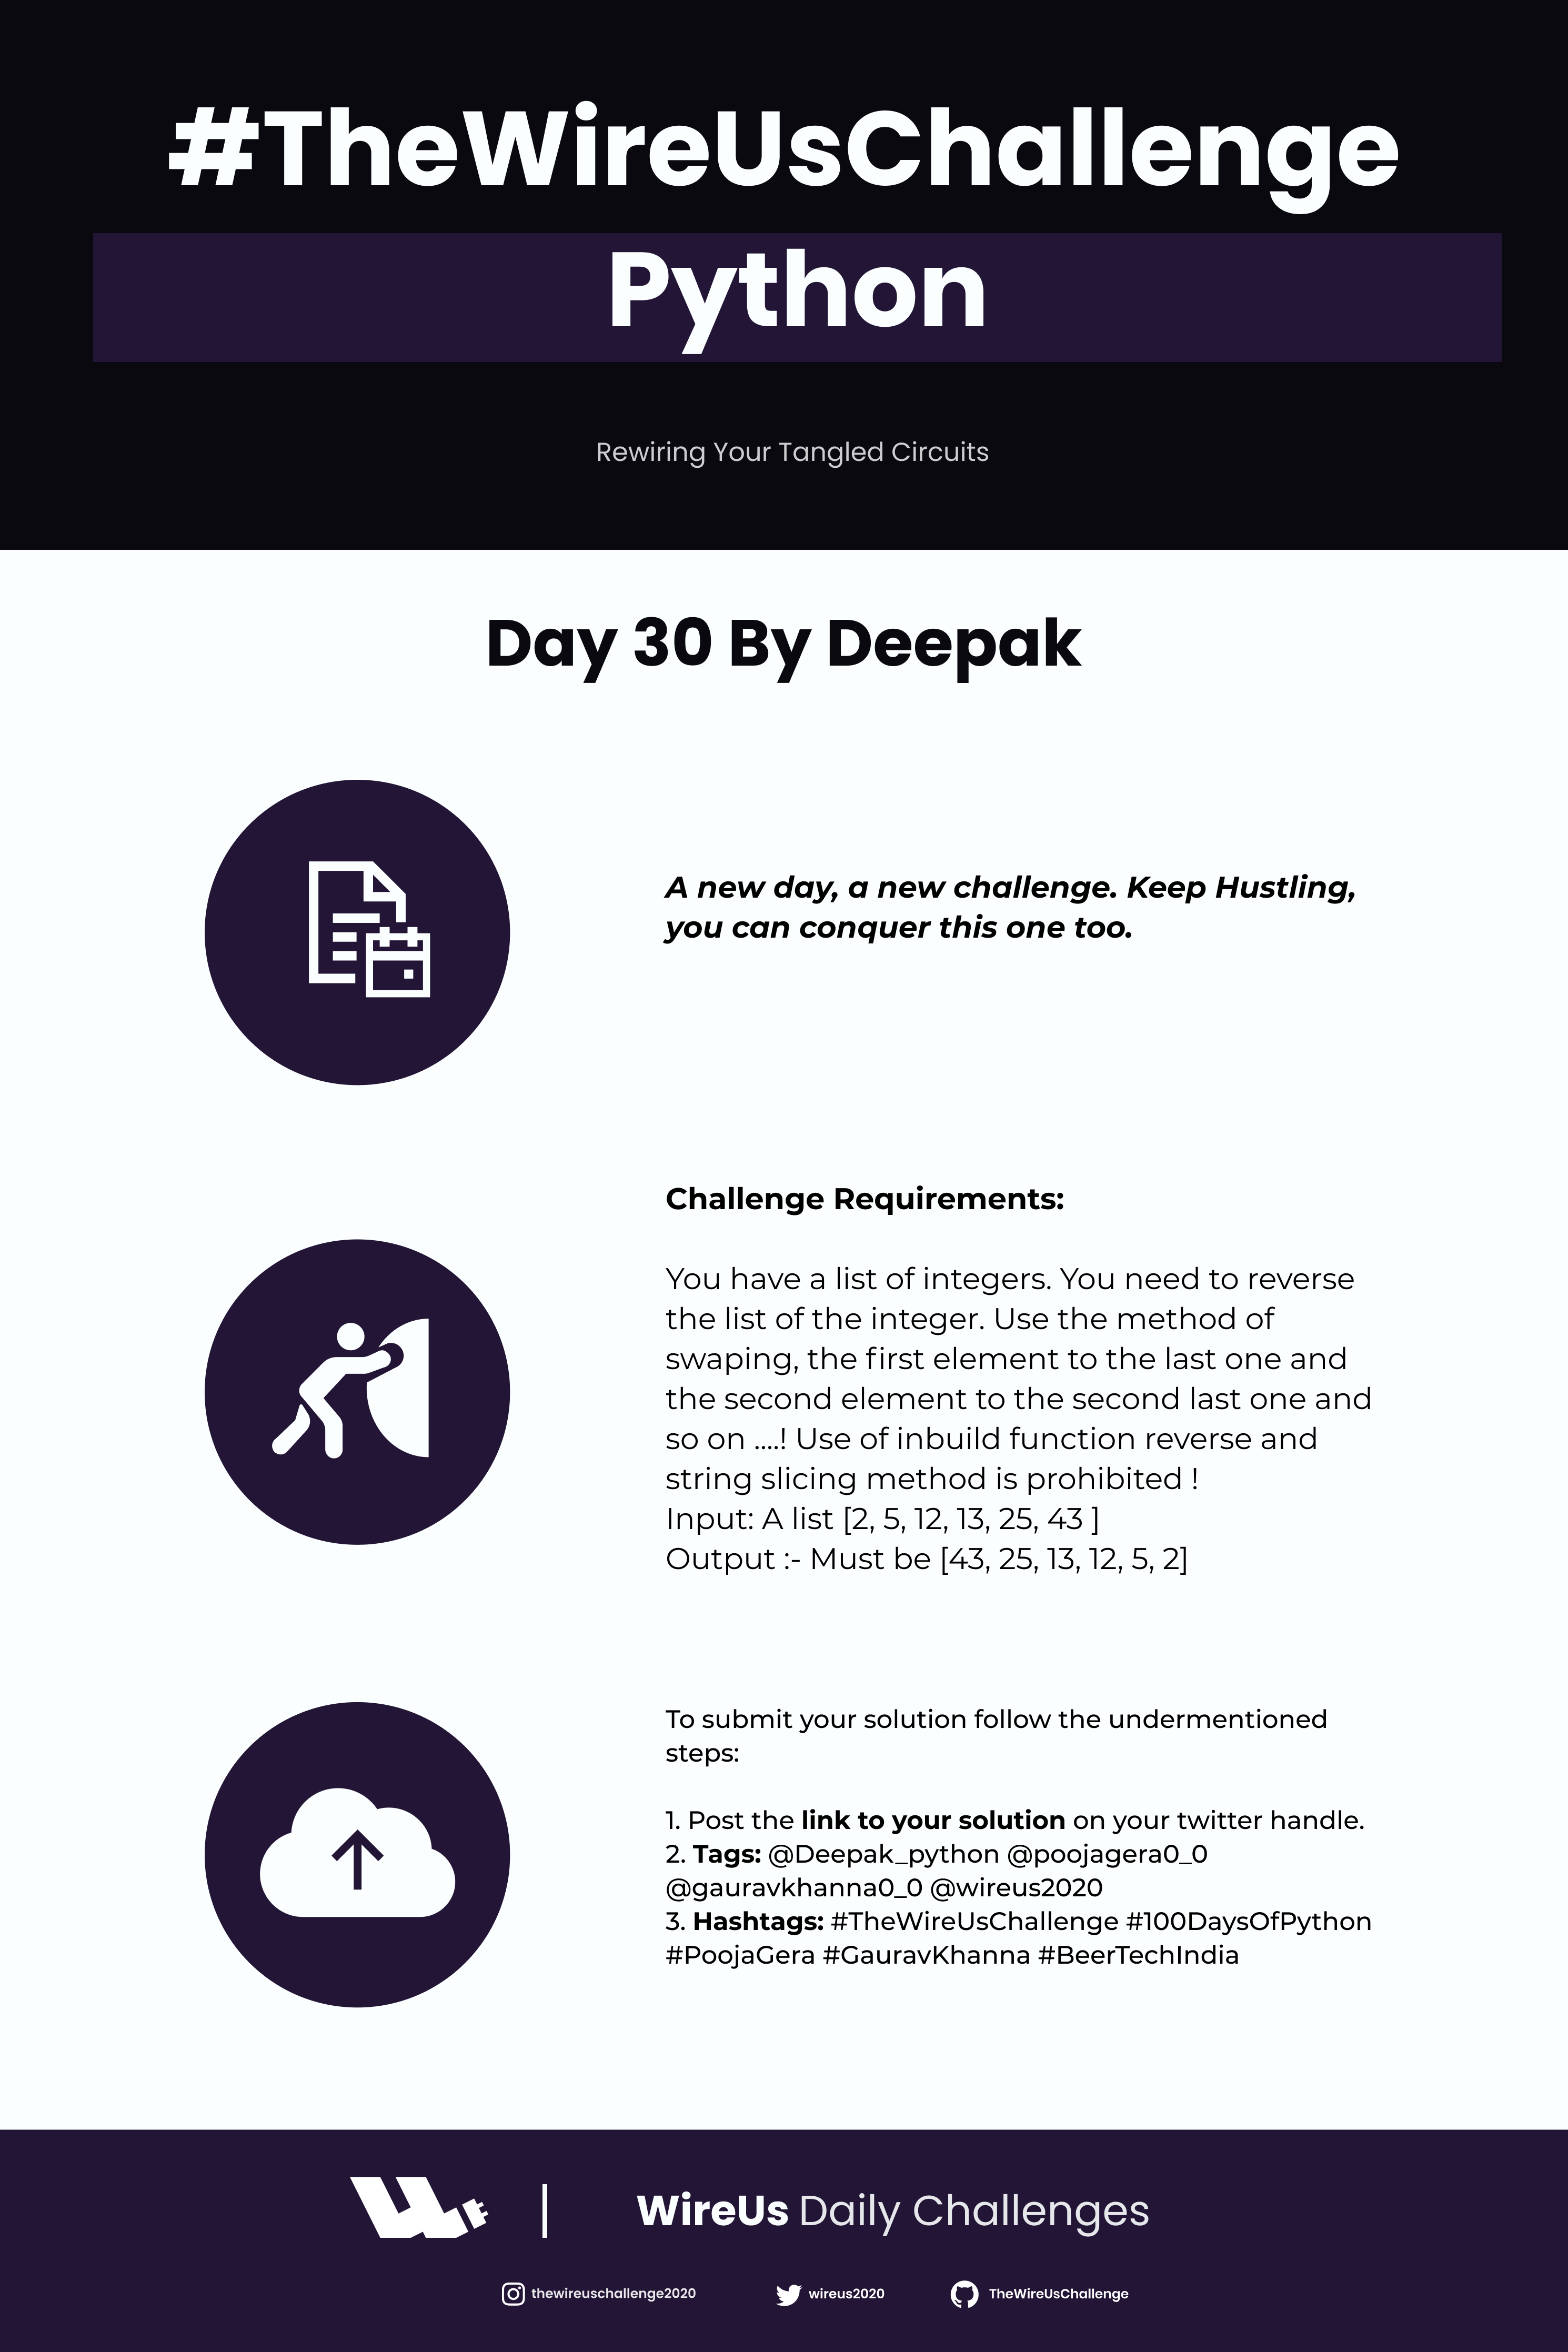 #TheWireUsChallenge
Python
Rewiring Your Tangled Circuits
Day 30 By Deepak
A new day, a new challenge. Keep Hustling,
you can conquer this one too.
Challenge Requirements:
You have a list of integers. You need to reverse
the list of the integer. Use the method of
swaping, the first element to the last one and
the second element to the second last one and
so on ....! Use of inbuild function reverse and
string slicing method is prohibited !
Input: A list [2, 5, 12, 13, 25, 43 ]
Output :- Must be [43, 25, 13, 12, 5, 2]
To submit your solution follow the undermentioned
steps:
1. Post the link to your solution on your twitter handle.
2. Tags: @Deepak_python @poojagera0_0
@gauravkhanna0_0 @wireus2020
3. Hashtags: #TheWireUsChallenge #100DaysOfPython
#PoojaGera #GauravKhanna #BeerTechIndia
WireUs Daily Challenges
thewireuschallenge2020 wireus2020 TheWireUsChallenge